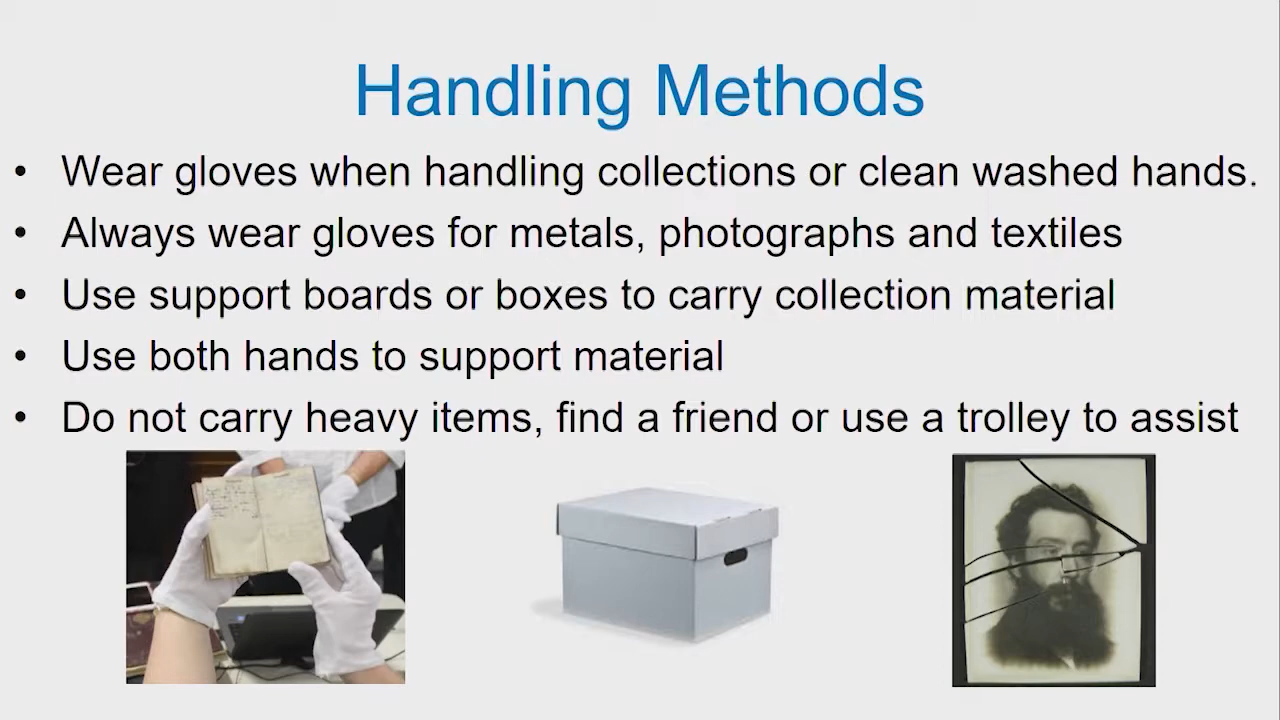 Handling Methods
• Wear gloves when handling collections or clean washed hands.
• Always wear gloves for metals, photographs and textiles
• Use support boards or boxes to carry collection material
• Use both hands to support material
• Do not carry heavy items, find a friend or use a trolley to assist